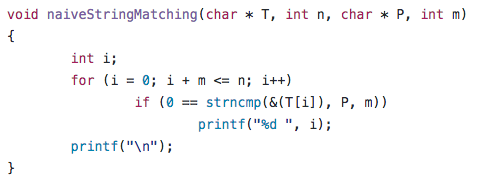 void naiveStringMatching(char * T, int n, char * P, int m)
{
        int i;
        for (i = 0; i + m <= n; i++)
                if (0 == strncmp(&(T[i]), P, m))
                        printf("%d ", i);
        printf("\n");
}